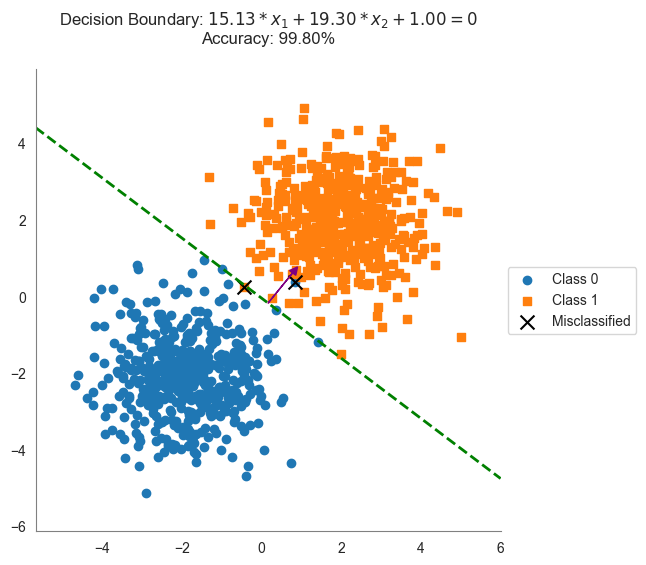 Decision Boundary: 15.13 * x₁ + 19.30 * x₂ + 1.00 = 0
Accuracy: 99.80%
4
2
0
−2
−4
−6
−4
−2
0
2
4
6
Class 0
Class 1
Misclassified